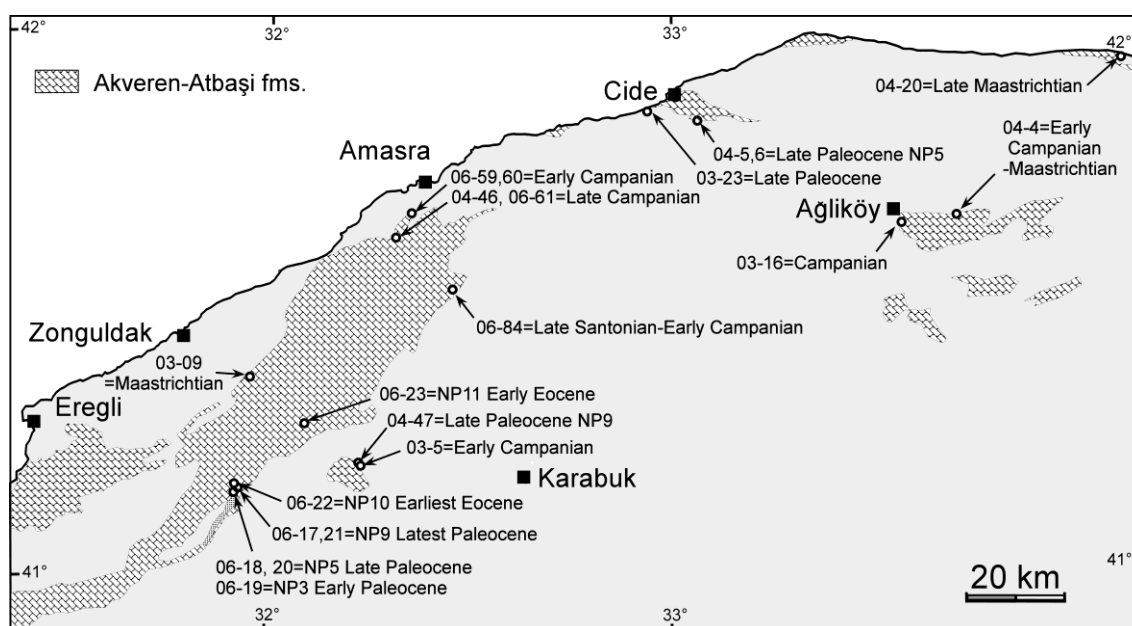 42°
32°
33°
42°
Akveren-Atbaşi fms.
Cide
04-20=Late Maastrichtian
04-4=Early
Campanian
-Maastrichtian
Amasra
04-5,6=Late Paleocene NP5
03-23=Late Paleocene
06-59,60=Early Campanian
04-46, 06-61=Late Campanian
Ağliköy
03-16=Campanian
06-84=Late Santonian-Early Campanian
Zonguldak
03-09
=Maastrichtian
06-23=NP11 Early Eocene
Eregli
04-47=Late Paleocene NP9
03-5=Early Campanian
Karabuk
06-22=NP10 Earliest Eocene
06-17,21=NP9 Latest Paleocene
06-18, 20=NP5 Late Paleocene
06-19=NP3 Early Paleocene
41°
41°
20 km
32°
33°